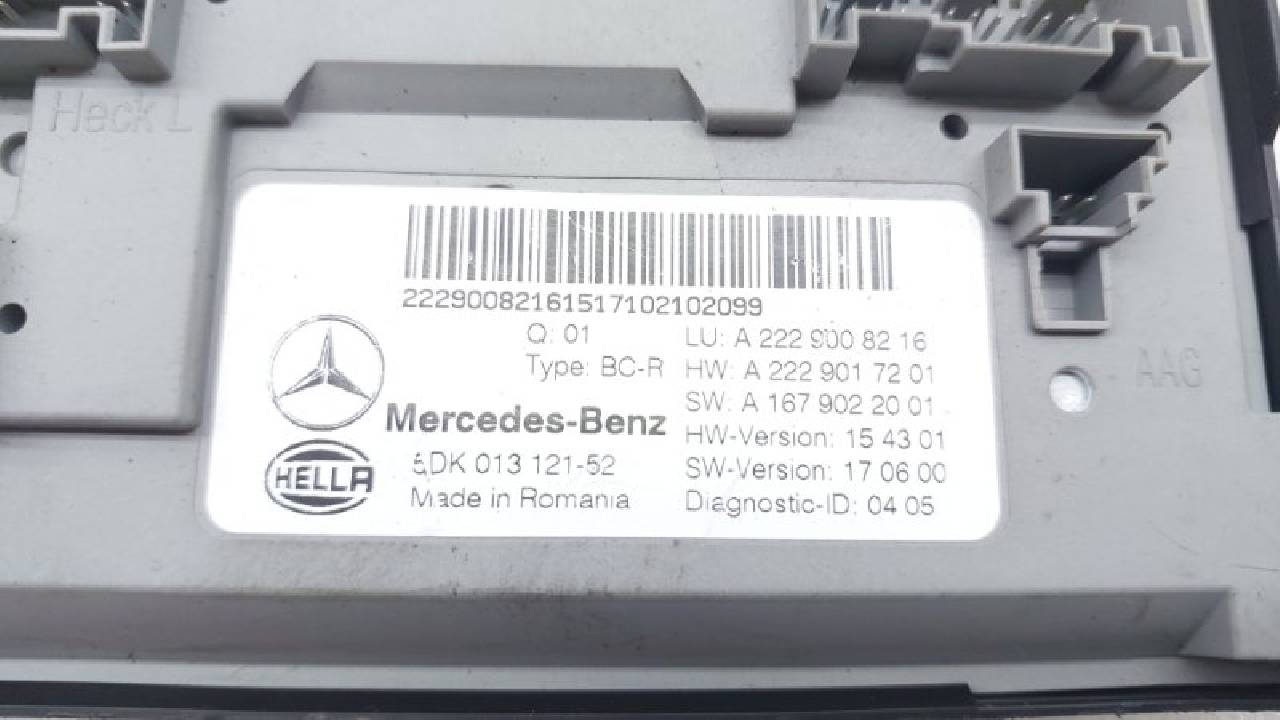 Heck L
22290082161517102102099
Q: 01
Type: BC-R
LU: A 222 900 82 16
HW: A 222 901 72 01
SW: A 167 902 20 01
HW-Version: 15 43 01
SW-Version: 17 06 00
Diagnostic-ID: 04 05
Mercedes-Benz
HELLA
5DK 013 121-52
Made in Romania
AAG